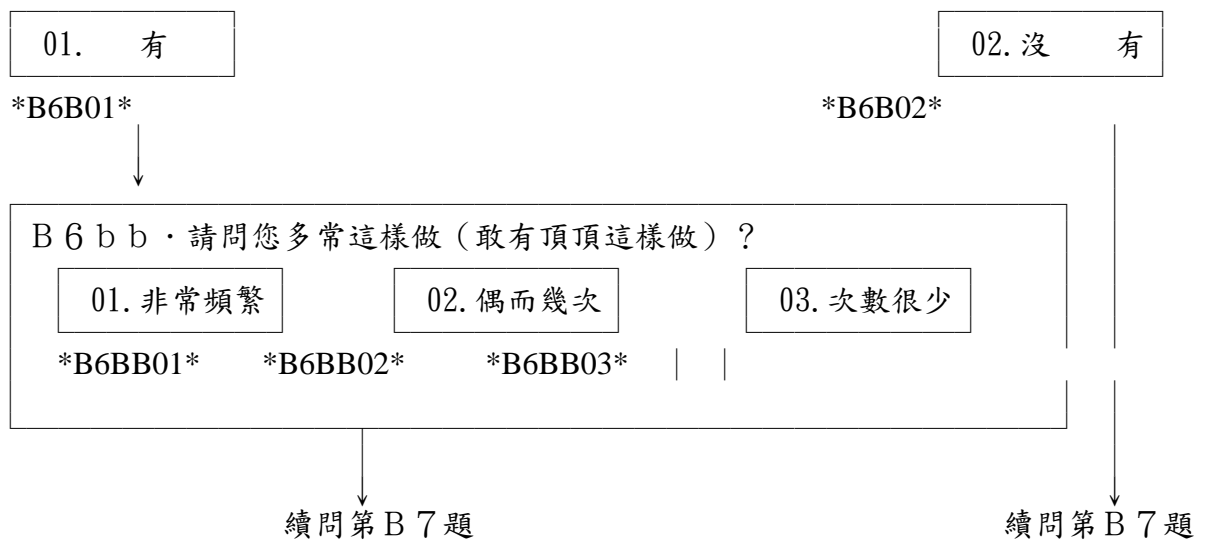 01. 有 02.沒 有
*B6B01* *B6B02*
B６ｂｂ．請問您多常這樣做（敢有頂頂這樣做）？
01.非常頻繁 02.偶而幾次 03.次數很少
*B6BB01* *B6BB02* *B6BB03*
續問第Ｂ７題 續問第Ｂ７題